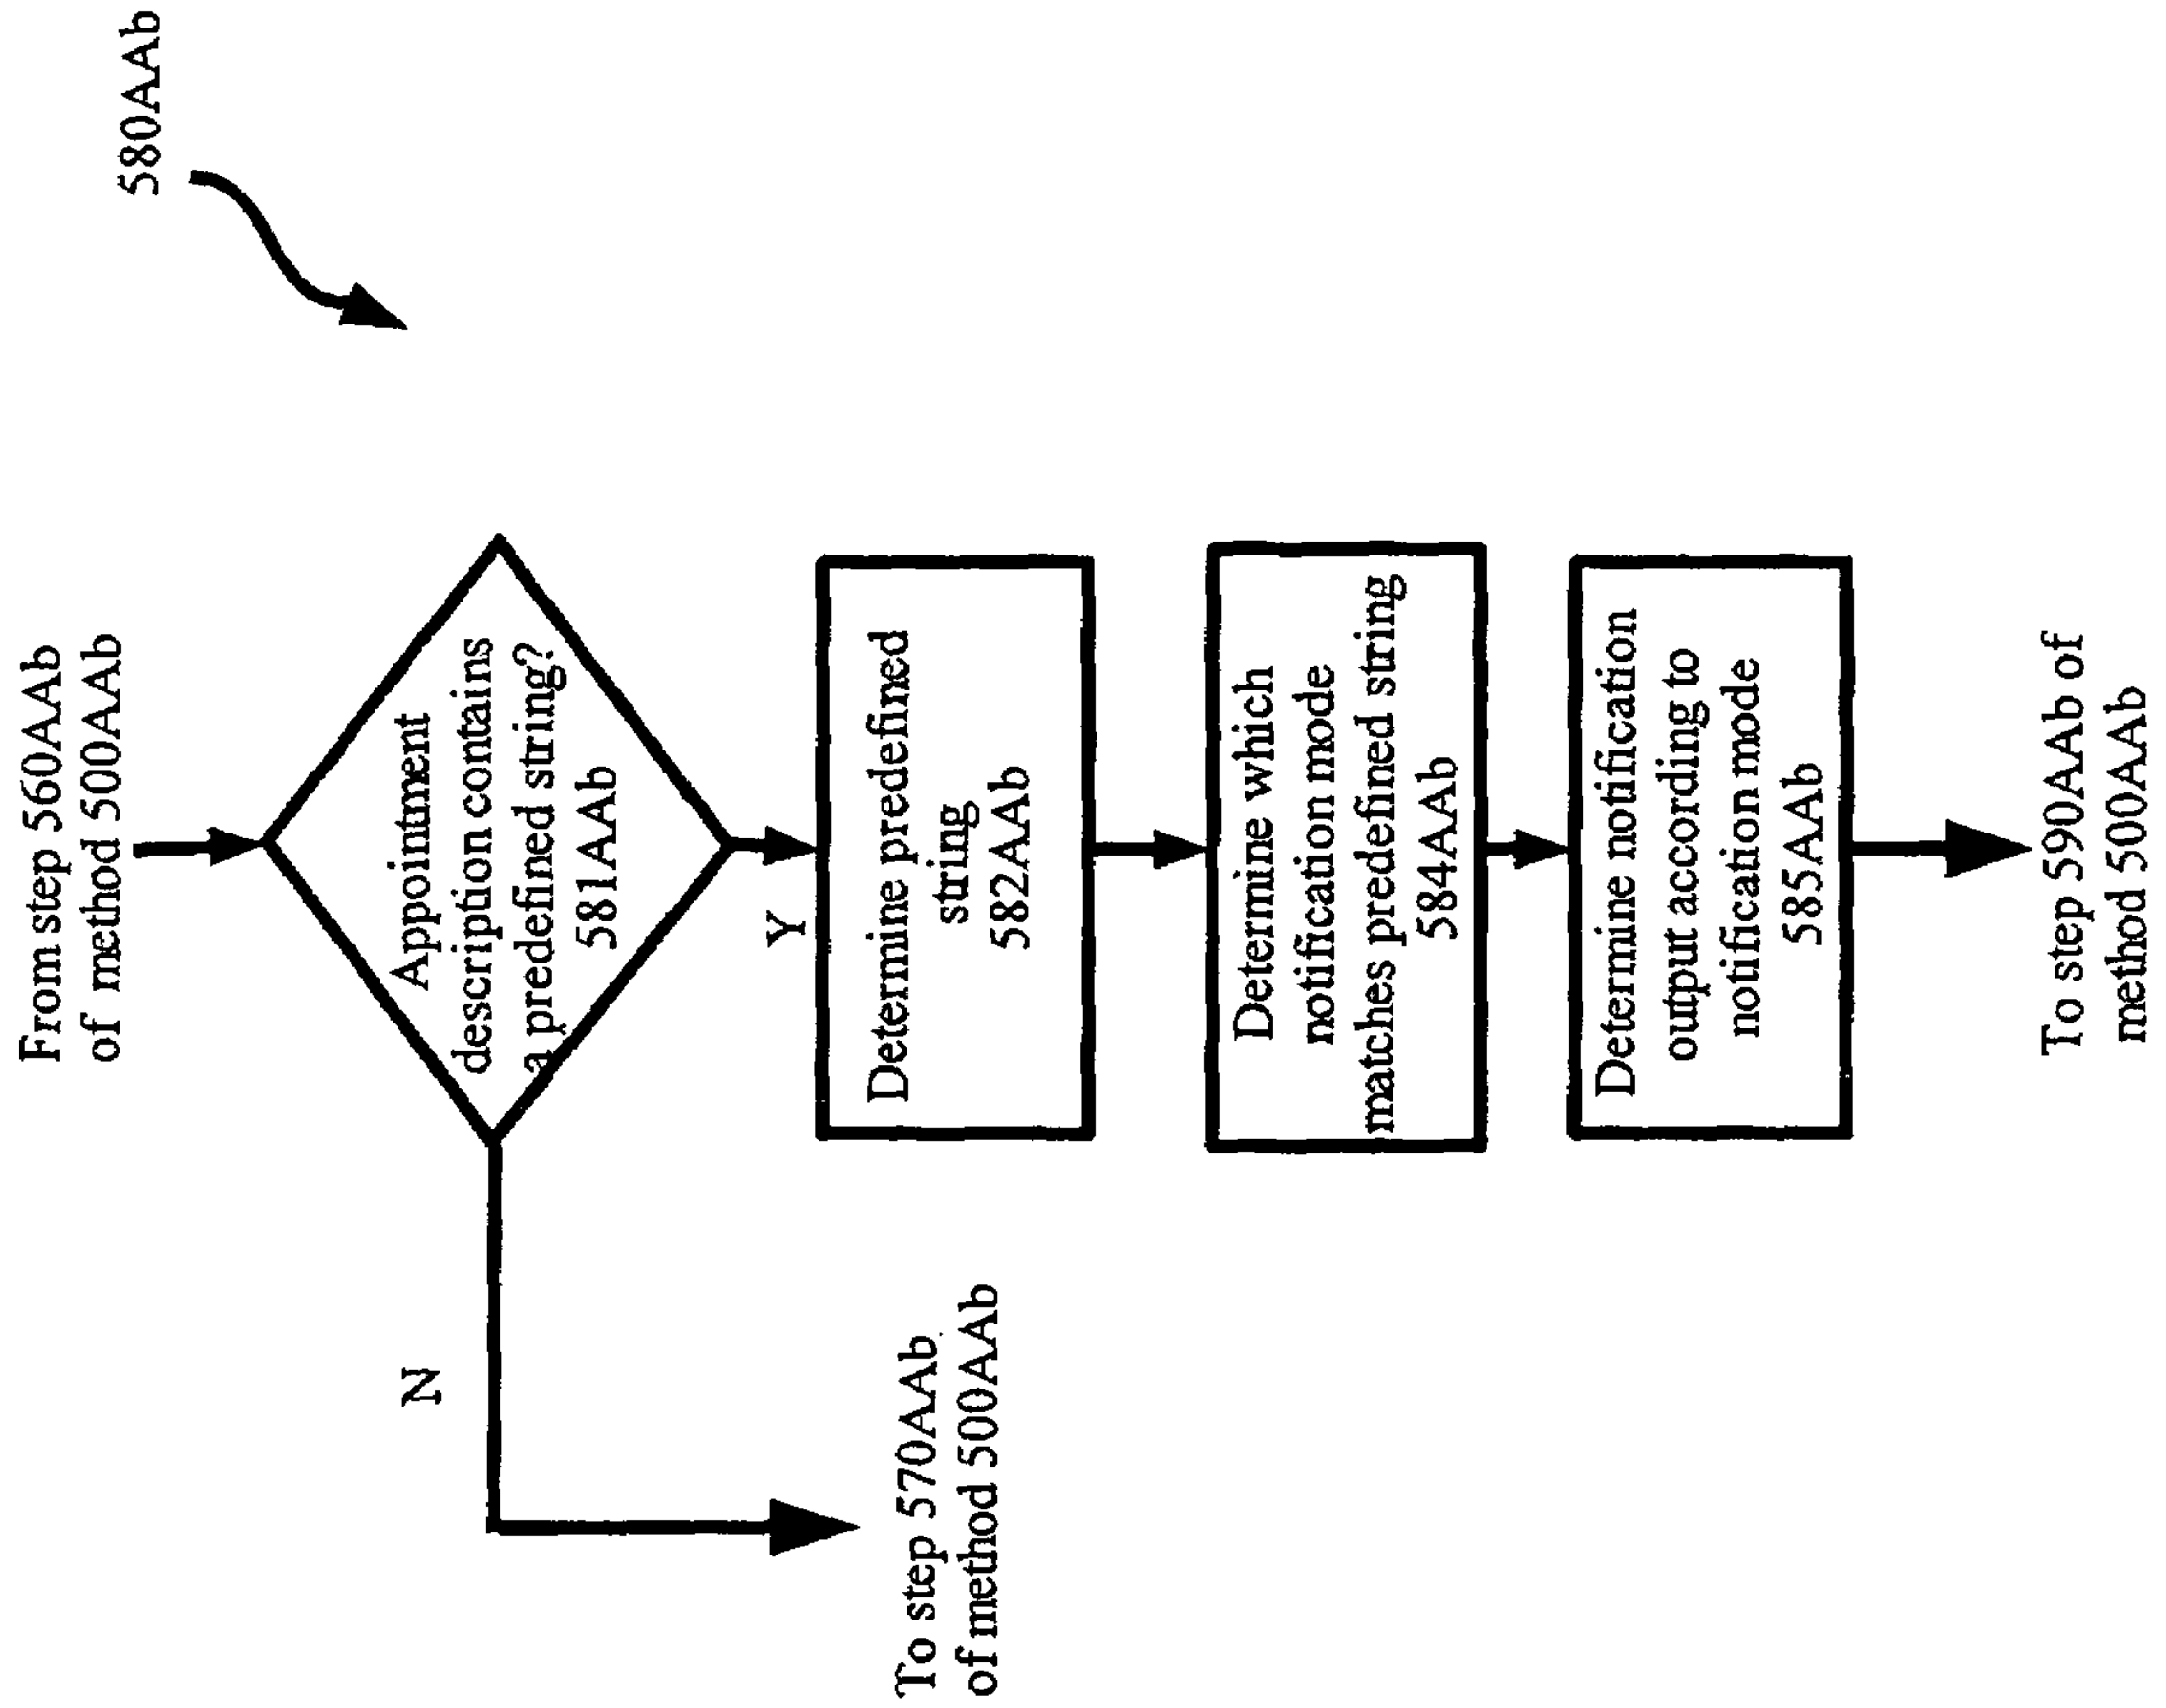 580AAb
From step 560AAb
of method 500AAb
Appointment
description contains
a predefined string?
581AAb
N
Y
To step 570AAb
of method 500AAb
Determine predefined
string
582AAb
Determine which
notification mode
matches predefined string
584AAb
Determine notification
output according to
notification mode
585AAb
To step 590AAb of
method 500AAb